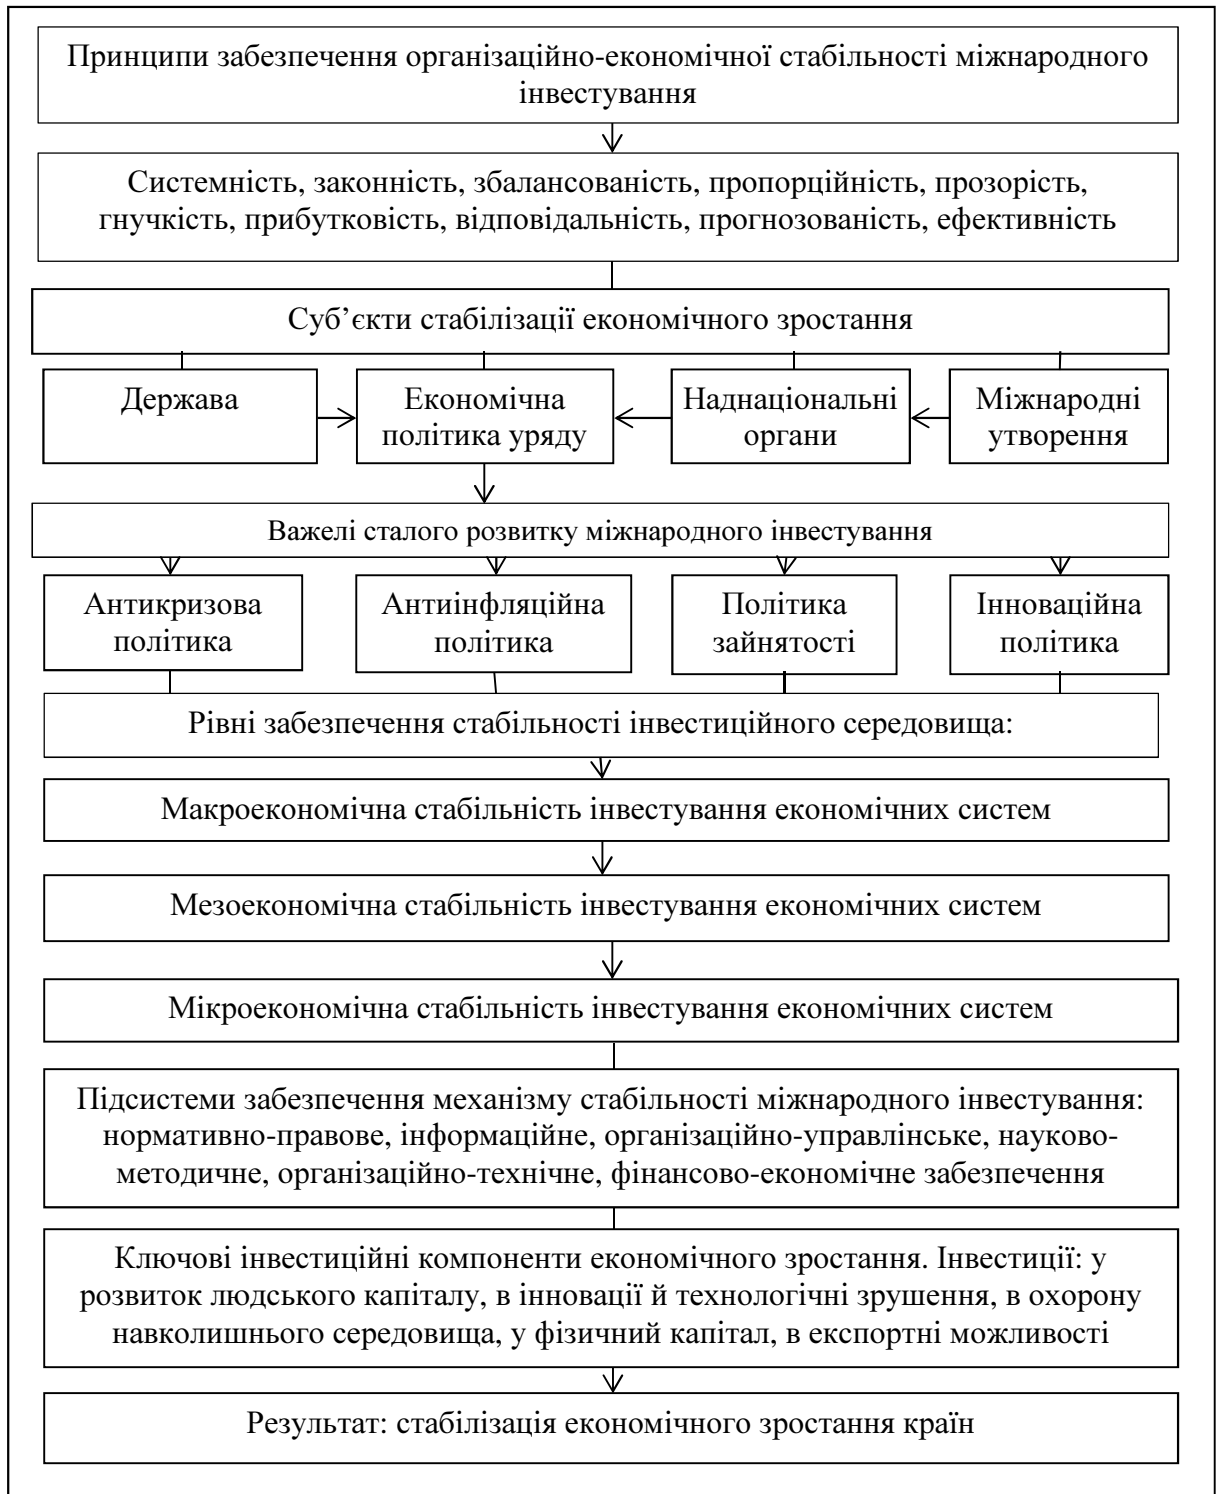 Принципи забезпечення організаційно-економічної стабільності міжнародного
інвестування
Системність, законність, збалансованість, пропорційність, прозорість,
гнучкість, прибутковість, відповідальність, прогнозованість, ефективність
Суб’єкти стабілізації економічного зростання
Держава
Економічна
політика уряду
Наднаціональні
органи
Міжнародні
утворення
Важелі сталого розвитку міжнародного інвестування
Антикризова
політика
Антиінфляційна
політика
Політика
зайнятості
Інноваційна
політика
Рівні забезпечення стабільності інвестиційного середовища:
Макроекономічна стабільність інвестування економічних систем
Мезоекономічна стабільність інвестування економічних систем
Мікроекономічна стабільність інвестування економічних систем
Підсистеми забезпечення механізму стабільності міжнародного інвестування:
нормативно-правове, інформаційне, організаційно-управлінське, науково-
методичне, організаційно-технічне, фінансово-економічне забезпечення
Ключові інвестиційні компоненти економічного зростання. Інвестиції: у
розвиток людського капіталу, в інновації й технологічні зрушення, в охорону
навколишнього середовища, у фізичний капітал, в експортні можливості
Результат: стабілізація економічного зростання країн